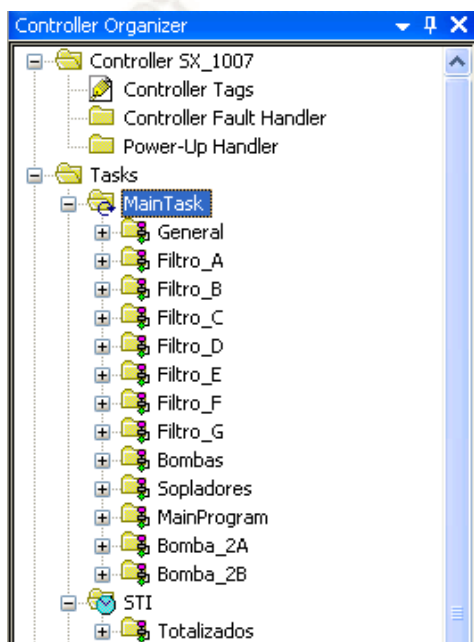 Controller Organizer
Controller SX_1007
Controller Tags
Controller Fault Handler
Power-Up Handler
Tasks
MainTask
General
Filtro_A
Filtro_B
Filtro_C
Filtro_D
Filtro_E
Filtro_F
Filtro_G
Bombas
Sopladores
MainProgram
Bomba_2A
Bomba_2B
STI
Totalizados